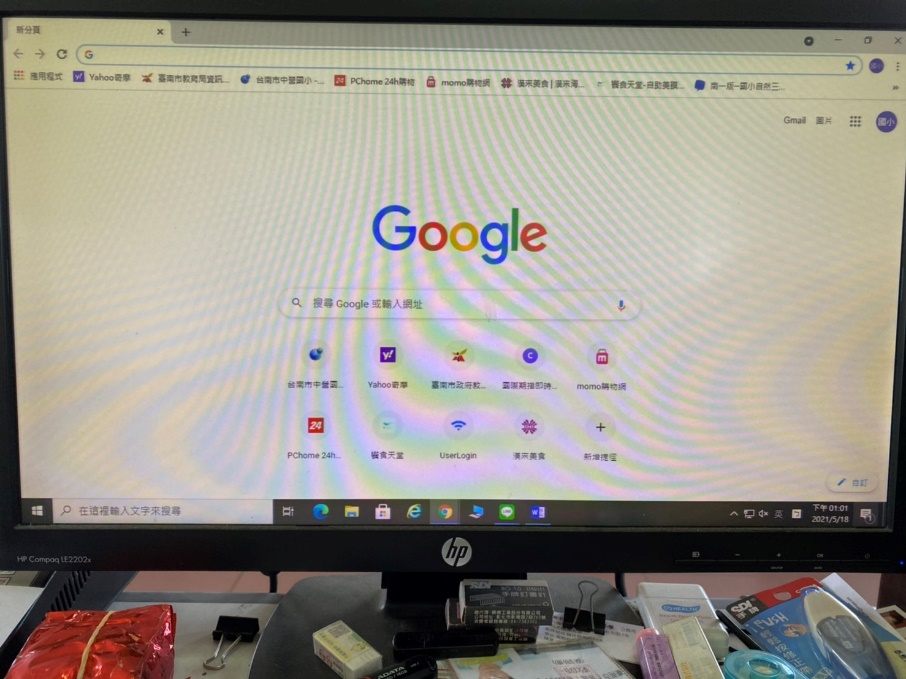 新分頁
G
應用程式 Yahoo奇摩 臺南市教育局資訊... 台南市中營國小 -... PChome 24h購物 momo購物網 漢來美食 | 漢來海... 饗食天堂-自助美饌... 南一版-國小自然三...
Gmail 圖片 國小
Google
搜尋 Google 或輸入網址
台南市中營國... Yahoo奇摩 臺南市政府教... 國際期指即時... momo購物網
PChome 24h... 饗食天堂 UserLogin 漢來美食 新增捷徑
自訂
在這裡輸入文字來搜尋
英
下午 01:01
2021/5/18
HP Compaq LE2202x
hp
ADATA
SDI